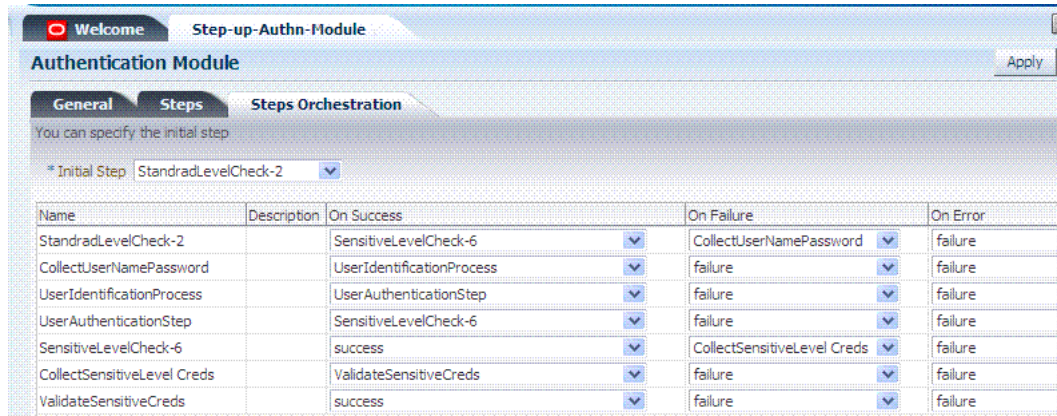 Welcome Step-up-Authn-Module
Authentication Module Apply
General Steps Steps Orchestration
You can specify the initial step
* Initial Step StandradLevelCheck-2
Name Description On Success On Failure On Error
StandradLevelCheck-2 SensitiveLevelCheck-6 CollectUserNamePassword failure
CollectUserNamePassword UserIdentificationProcess failure failure
UserIdentificationProcess UserAuthenticationStep failure failure
UserAuthenticationStep SensitiveLevelCheck-6 failure failure
SensitiveLevelCheck-6 success CollectSensitiveLevel Creds failure
CollectSensitiveLevel Creds ValidateSensitiveCreds failure failure
ValidateSensitiveCreds success failure failure